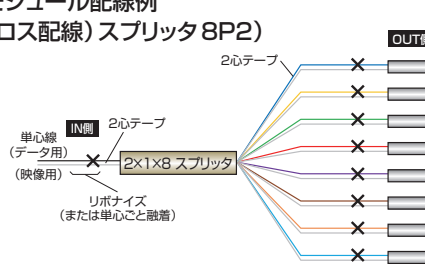 ュール配線例
ロス配線）スプリッタ 8P2）
OUT側
2心テープ
IN側
2心テープ
単心線
（データ用）
（映像用）
2×1×8 スプリッタ
リボナイズ
（または単心ごと融着）